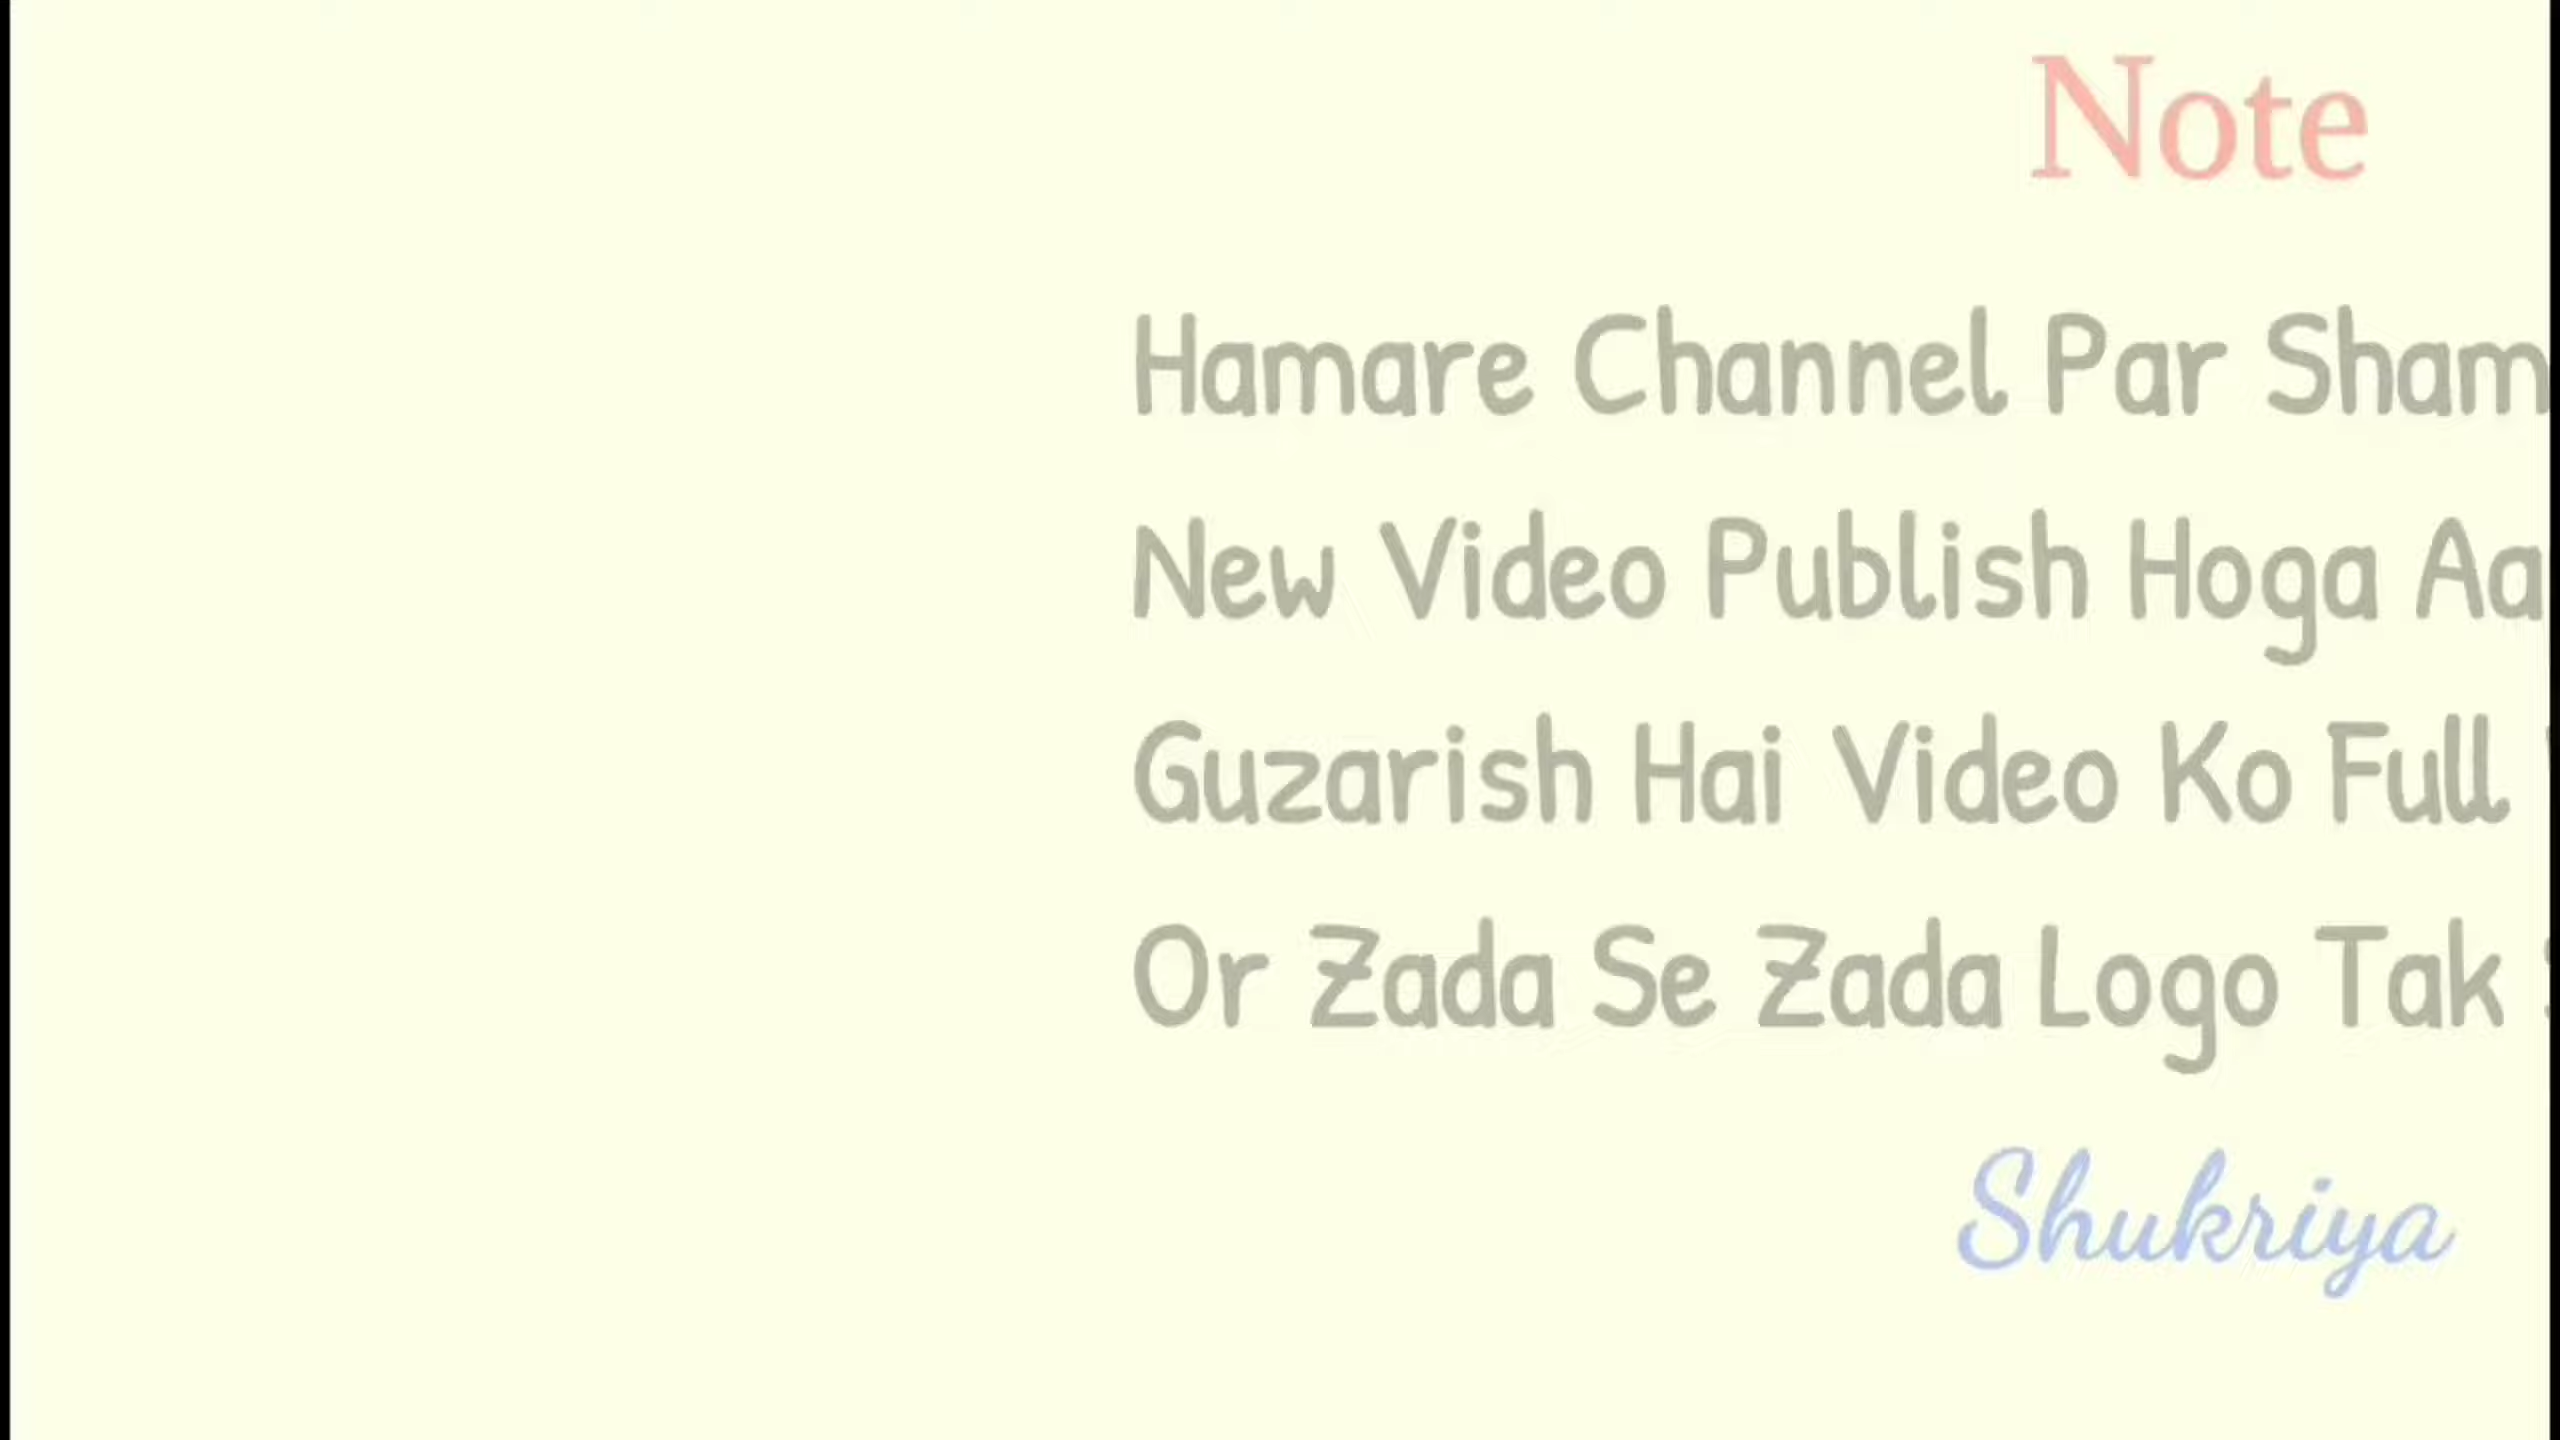 Note
Hamare Channel Par Sham
New Video Publish Hoga Aa
Guzarish Hai Video Ko Full
Or Zada Se Zada Logo Tak
Shukriya